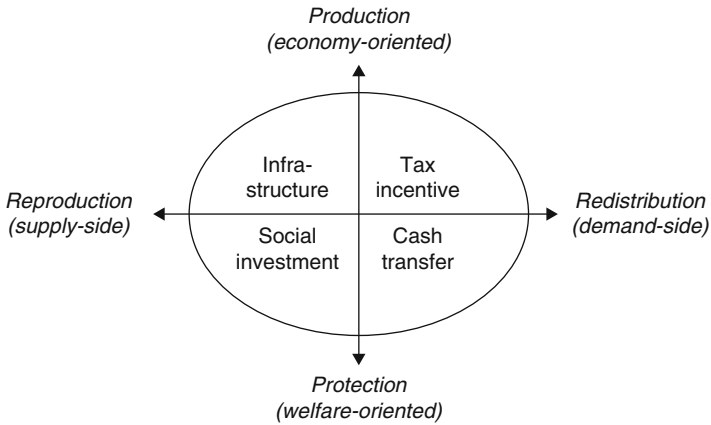 Production
(economy-oriented)
Infra-
structure
Tax
incentive
Reproduction
(supply-side)
Redistribution
(demand-side)
Social
investment
Cash
transfer
Protection
(welfare-oriented)